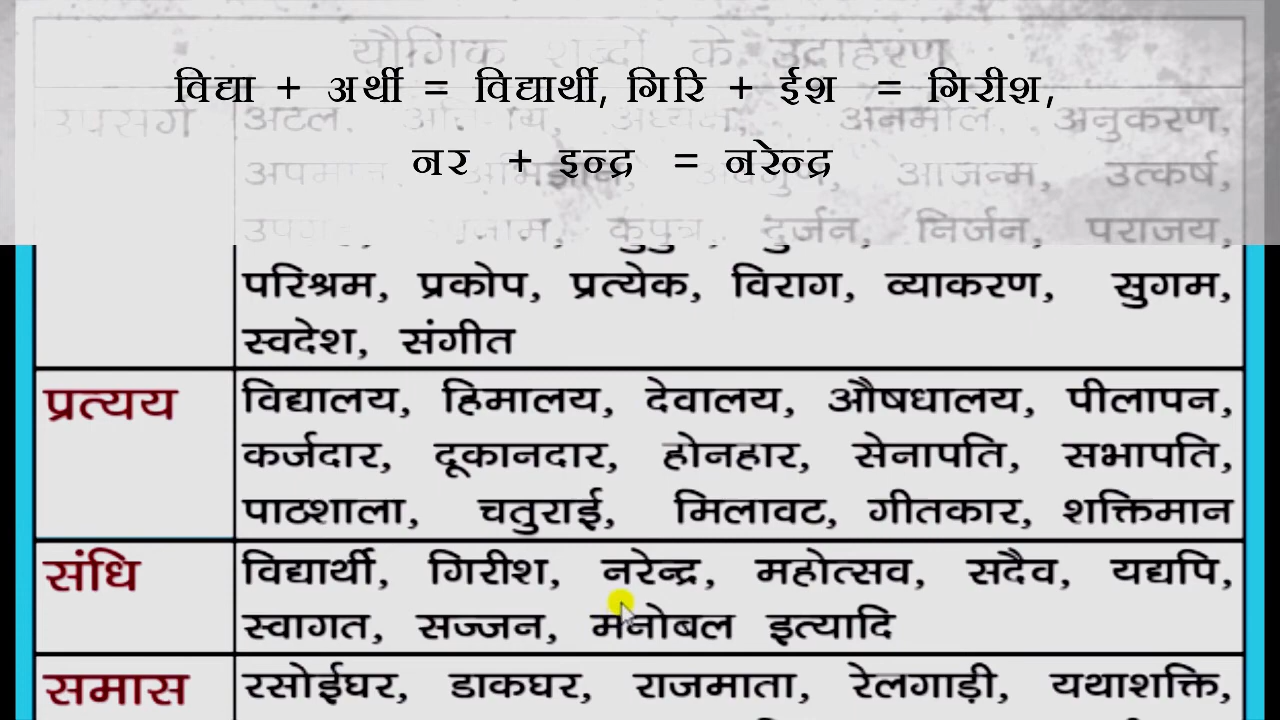 यौगिक शब्दों के उदाहरण
विद्या + अर्थी = विद्यार्थी, गिरि + ईश = गिरीश,
उपसर्ग अटल, अनमोल, अनुकरण,
नर + इन्द्र = नरेन्द्र
आजन्म, उत्कर्ष,
दुर्जन, निर्जन, पराजय,
परिश्रम, प्रकोप, प्रत्येक, विराग, व्याकरण, सुगम,
स्वदेश, संगीत
प्रत्यय विद्यालय, हिमालय, देवालय, औषधालय, पीलापन,
कर्जदार, दूकानदार, होनहार, सेनापति, सभापति,
पाठशाला, चतुराई, मिलावट, गीतकार, शक्तिमान
संधि विद्यार्थी, गिरीश, नरेन्द्र, महोत्सव, सदैव, यद्यपि,
स्वागत, सज्जन, मनोबल इत्यादि
समास रसोईघर, डाकघर, राजमाता, रेलगाड़ी, यथाशक्ति,